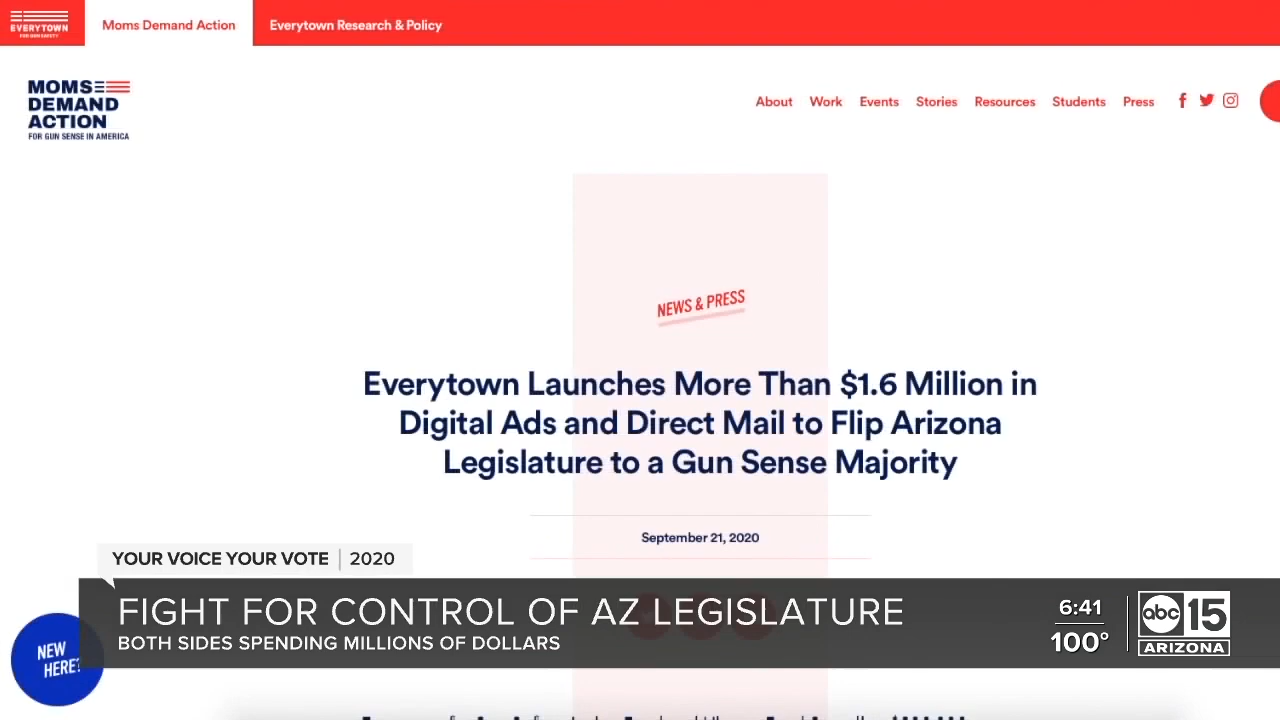 EVERYTOWN
FOR GUN SAFETY
Moms Demand Action
Everytown Research & Policy
MOMS
DEMAND
ACTION
FOR GUN SENSE IN AMERICA
About Work Events Stories Resources Students Press
NEWS & PRESS
Everytown Launches More Than $1.6 Million in
Digital Ads and Direct Mail to Flip Arizona
Legislature to a Gun Sense Majority
September 21, 2020
YOUR VOICE YOUR VOTE | 2020
FIGHT FOR CONTROL OF AZ LEGISLATURE
BOTH SIDES SPENDING MILLIONS OF DOLLARS
6:41
100°
abc 15
ARIZONA
NEW
HERE?